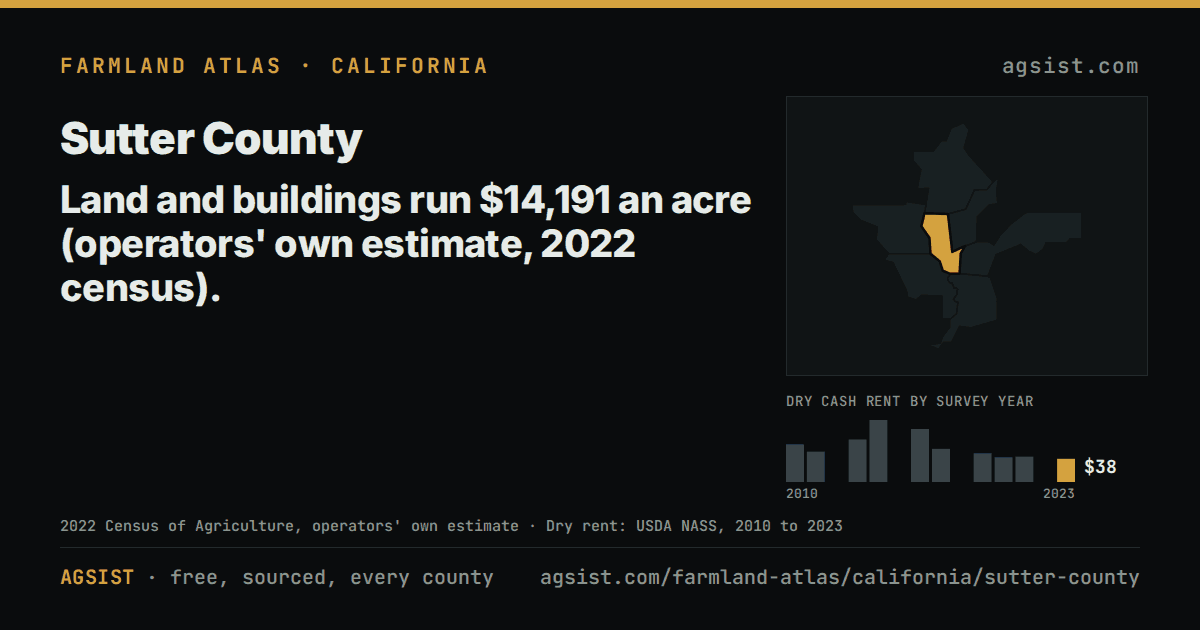 FARMLAND ATLAS · CALIFORNIA
agsist.com
Sutter County
Land and buildings run $14,191 an acre
(operators' own estimate, 2022
census).
DRY CASH RENT BY SURVEY YEAR
$38
2010
2023
2022 Census of Agriculture, operators' own estimate · Dry rent: USDA NASS, 2010 to 2023
AGSIST · free, sourced, every county
agsist.com/farmland-atlas/california/sutter-county